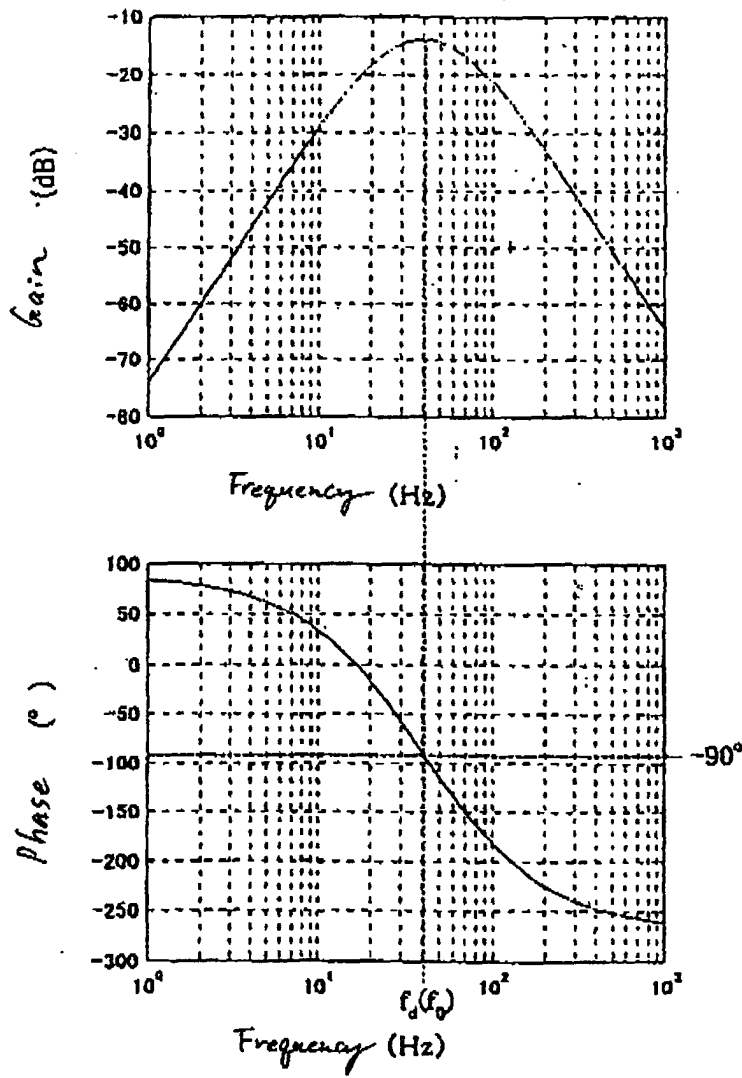 -10
-20
-30
-40
-50
-60
-70
-80
Gain (dB)
10⁰ 10¹ 10² 10³
Frequency (Hz)
100
50
0
-50
-100
-150
-200
-250
-300
Phase (°)
-90°
10⁰ 10¹ 10² 10³
f_d(f_0)
Frequency (Hz)